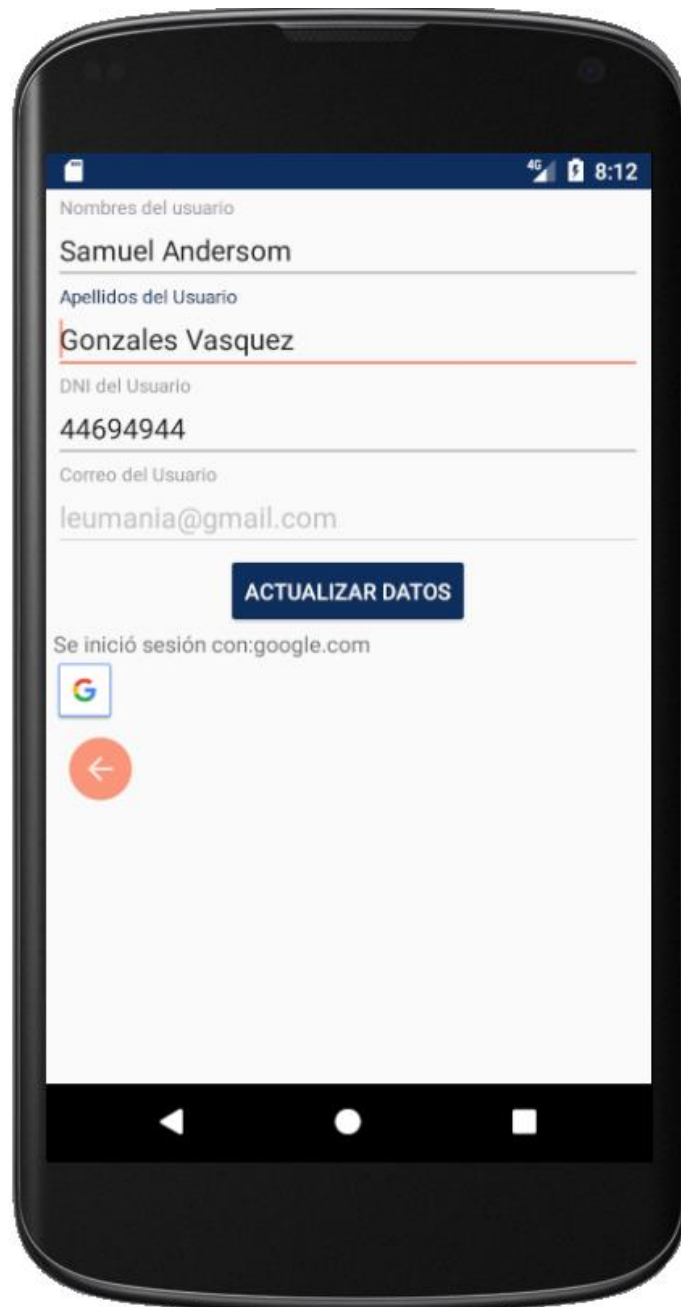 4G 8:12
Nombres del usuario
Samuel Andersom
Apellidos del Usuario
Gonzales Vasquez
DNI del Usuario
44694944
Correo del Usuario
leumania@gmail.com
ACTUALIZAR DATOS
Se inició sesión con:google.com
G